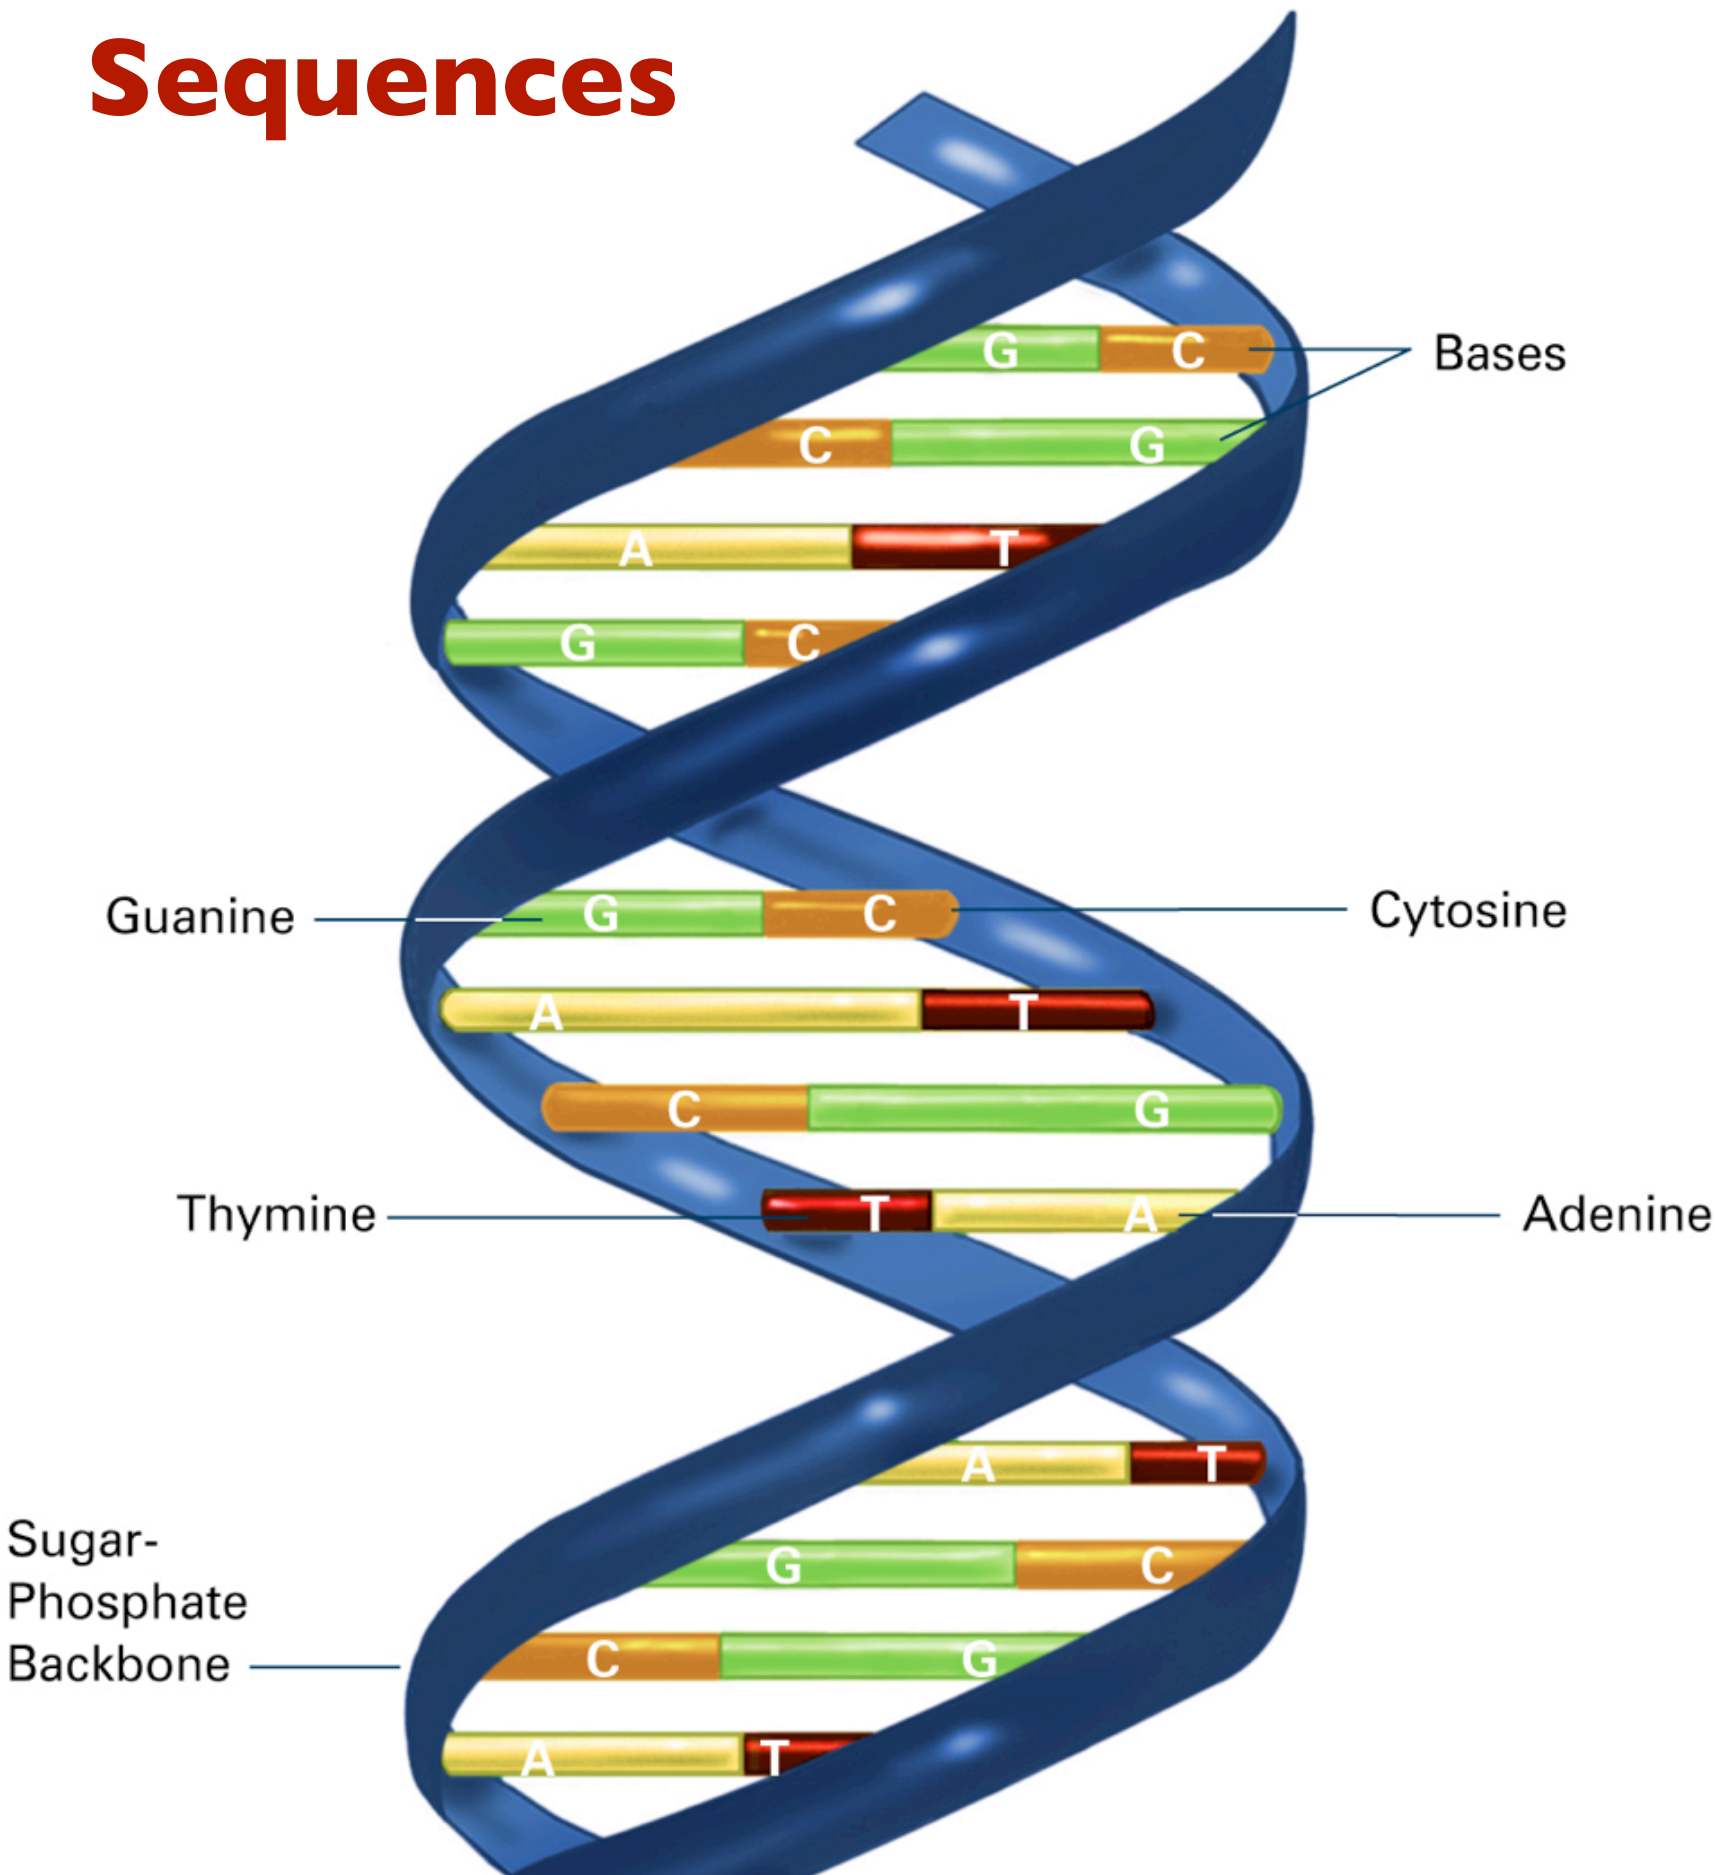 Sequences
G C Bases
C G
A T
G C
Guanine G C Cytosine
A T
C G
Thymine T A Adenine
A T
G C
Sugar-
Phosphate
Backbone
C G
A T